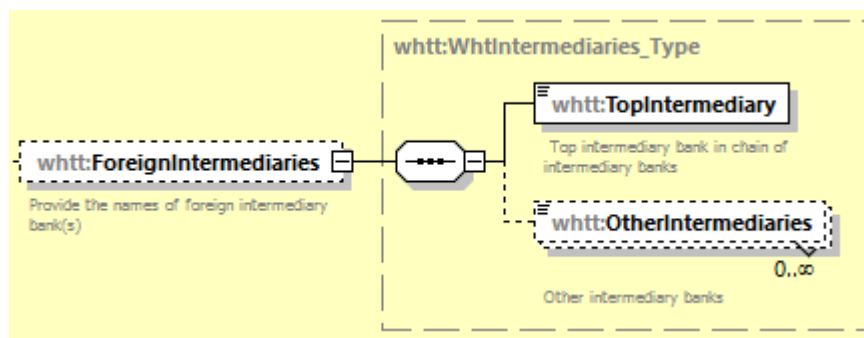 whtt:WhtIntermediaries_Type
whtt:TopIntermediary
Top intermediary bank in chain of
intermediary banks
whtt:ForeignIntermediaries
Provide the names of foreign intermediary
bank(s)
whtt:OtherIntermediaries
0..∞
Other intermediary banks